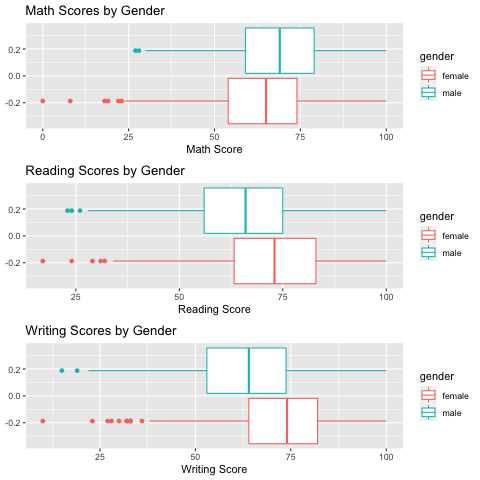 Math Scores by Gender
0.2
0.0
-0.2
0 25 50 75 100
Math Score
gender
female
male
Reading Scores by Gender
0.2
0.0
-0.2
25 50 75 100
Reading Score
gender
female
male
Writing Scores by Gender
0.2
0.0
-0.2
25 50 75 100
Writing Score
gender
female
male